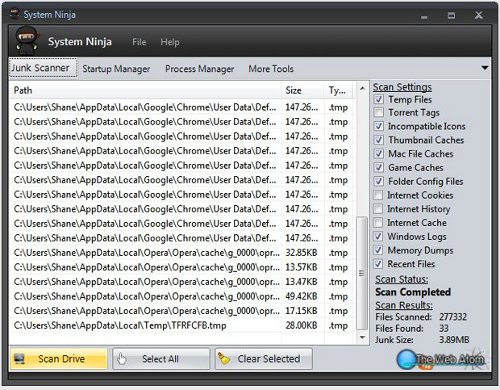 System Ninja
System Ninja File Help
Junk Scanner Startup Manager Process Manager More Tools
Path Size Ty...
C:\Users\Shane\AppData\Local\Google\Chrome\User Data\Def... 147.26... .tmp
C:\Users\Shane\AppData\Local\Google\Chrome\User Data\Def... 147.26... .tmp
C:\Users\Shane\AppData\Local\Google\Chrome\User Data\Def... 147.26... .tmp
C:\Users\Shane\AppData\Local\Google\Chrome\User Data\Def... 147.26... .tmp
C:\Users\Shane\AppData\Local\Google\Chrome\User Data\Def... 147.26... .tmp
C:\Users\Shane\AppData\Local\Google\Chrome\User Data\Def... 147.26... .tmp
C:\Users\Shane\AppData\Local\Google\Chrome\User Data\Def... 147.26... .tmp
C:\Users\Shane\AppData\Local\Google\Chrome\User Data\Def... 147.26... .tmp
C:\Users\Shane\AppData\Local\Google\Chrome\User Data\Def... 147.26... .tmp
C:\Users\Shane\AppData\Local\Google\Chrome\User Data\Def... 147.26... .tmp
C:\Users\Shane\AppData\Local\Opera\Opera\cache\g_0000\opr... 32.85KB .tmp
C:\Users\Shane\AppData\Local\Opera\Opera\cache\g_0000\opr... 13.57KB .tmp
C:\Users\Shane\AppData\Local\Opera\Opera\cache\g_0000\opr... 13.47KB .tmp
C:\Users\Shane\AppData\Local\Opera\Opera\cache\g_0000\opr... 49.42KB .tmp
C:\Users\Shane\AppData\Local\Opera\Opera\cache\g_0000\opr... 17.15KB .tmp
C:\Users\Shane\AppData\Local\Temp\TFRFCFB.tmp 28.00KB .tmp
Scan Settings
Temp Files
Torrent Tags
Incompatible Icons
Thumbnail Caches
Mac File Caches
Game Caches
Folder Config Files
Internet Cookies
Internet History
Internet Cache
Windows Logs
Memory Dumps
Recent Files
Scan Status:
Scan Completed
Scan Results:
Files Scanned: 277332
Files Found: 33
Junk Size: 3.89MB
Scan Drive Select All Clear Selected
The Web Atom